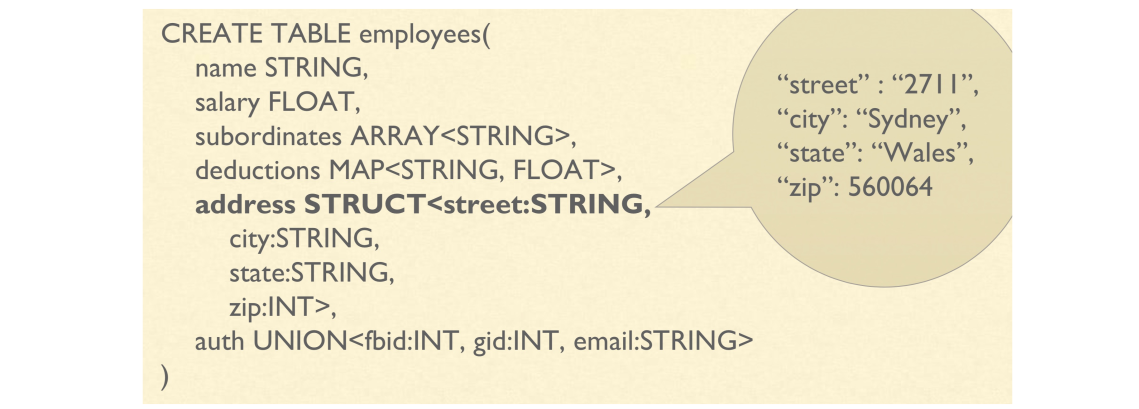 CREATE TABLE employees(
name STRING,
salary FLOAT,
subordinates ARRAY<STRING>,
deductions MAP<STRING, FLOAT>,
address STRUCT<street:STRING,
city:STRING,
state:STRING,
zip:INT>,
auth UNION<fbid:INT, gid:INT, email:STRING>
)
“street” : “2711”,
“city”: “Sydney”,
“state”: “Wales”,
“zip”: 560064